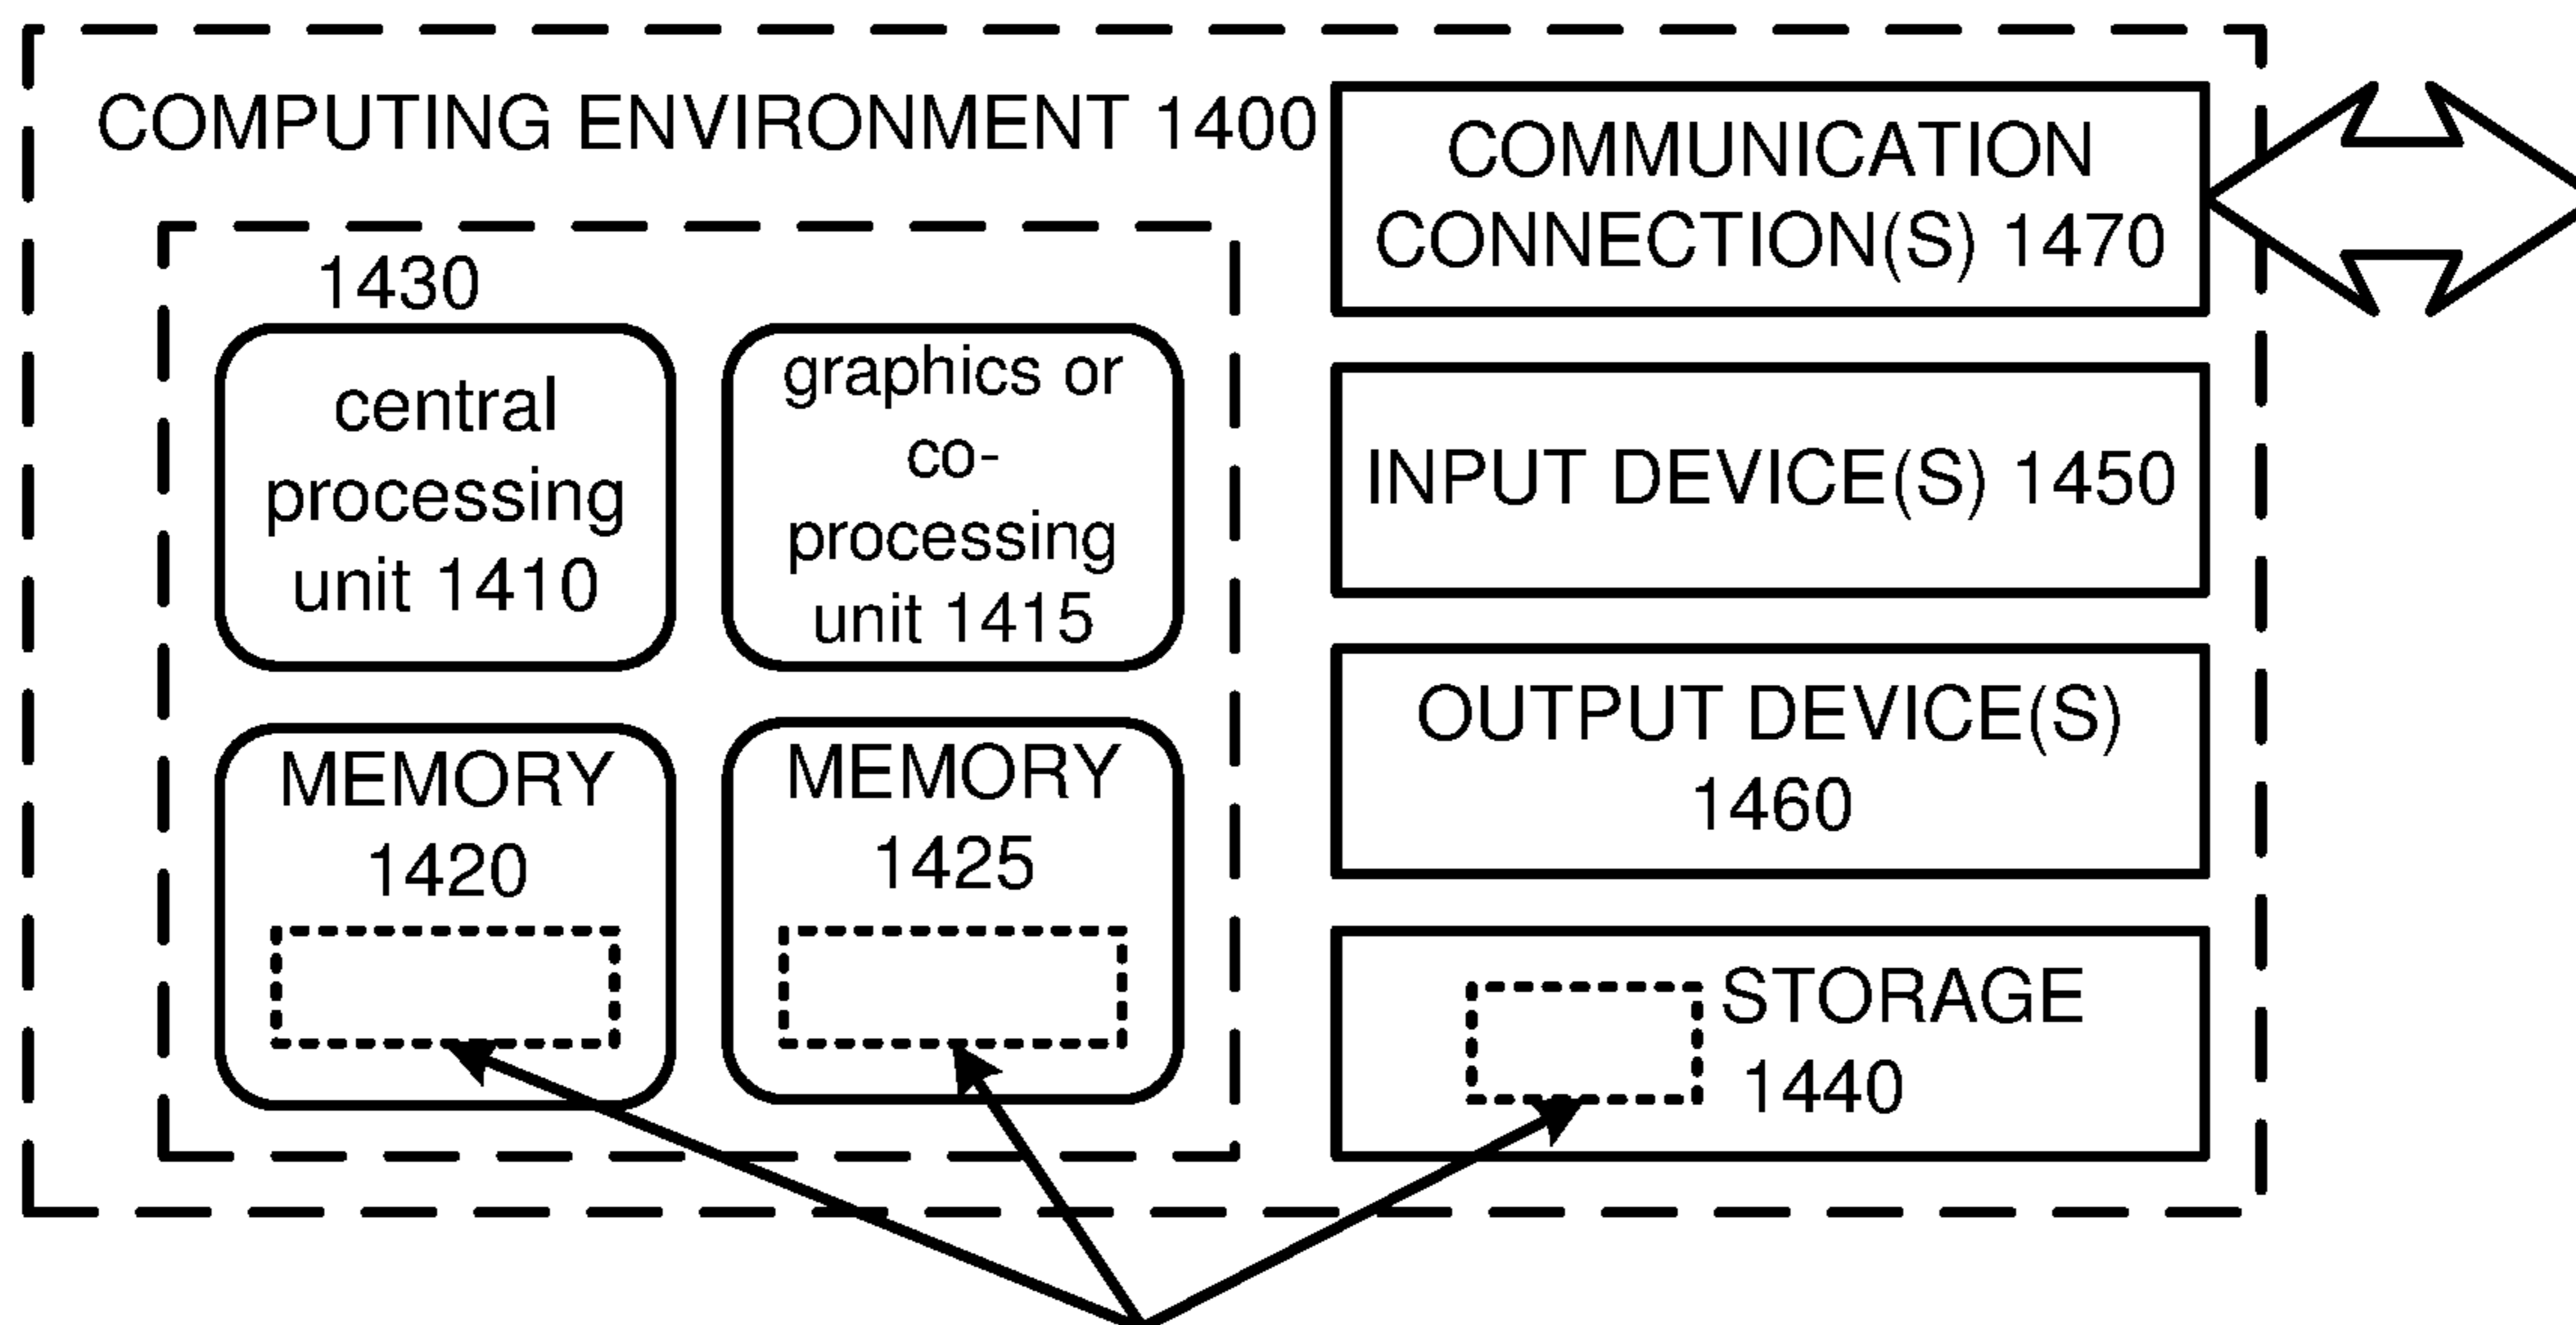 COMPUTING ENVIRONMENT 1400
1430
central
processing
unit 1410
graphics or
co-
processing
unit 1415
MEMORY
1420
MEMORY
1425
COMMUNICATION
CONNECTION(S) 1470
INPUT DEVICE(S) 1450
OUTPUT DEVICE(S)
1460
STORAGE
1440